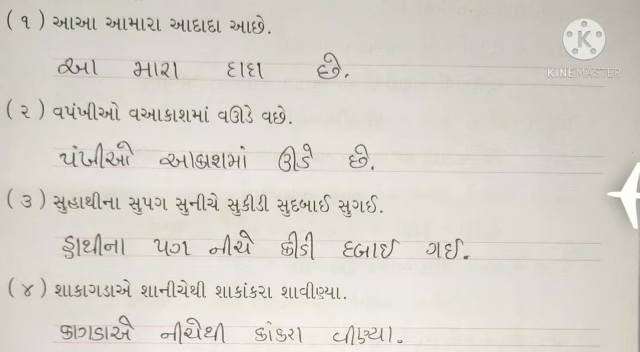 (૧) આઆ આમારા આદાદા આછે.
KINEMASTER
આ મારા દાદા છે.
(૨) વપંખીઓ વઆકાશમાં વઊડે વછે.
પંખીઓ આકાશમાં ઊડે છે.
(૩) સુહાથીના સુપગ સુનીચે સુકીડી સુદબાઈ સુગઈ.
હાથીના પગ નીચે કીડી દબાઈ ગઈ.
(૪) શાકાગડાએ શાનીચેથી શાકાંકરા શાવીણ્યા.
કાગડાએ નીચેથી કાંકરા વીણ્યા.